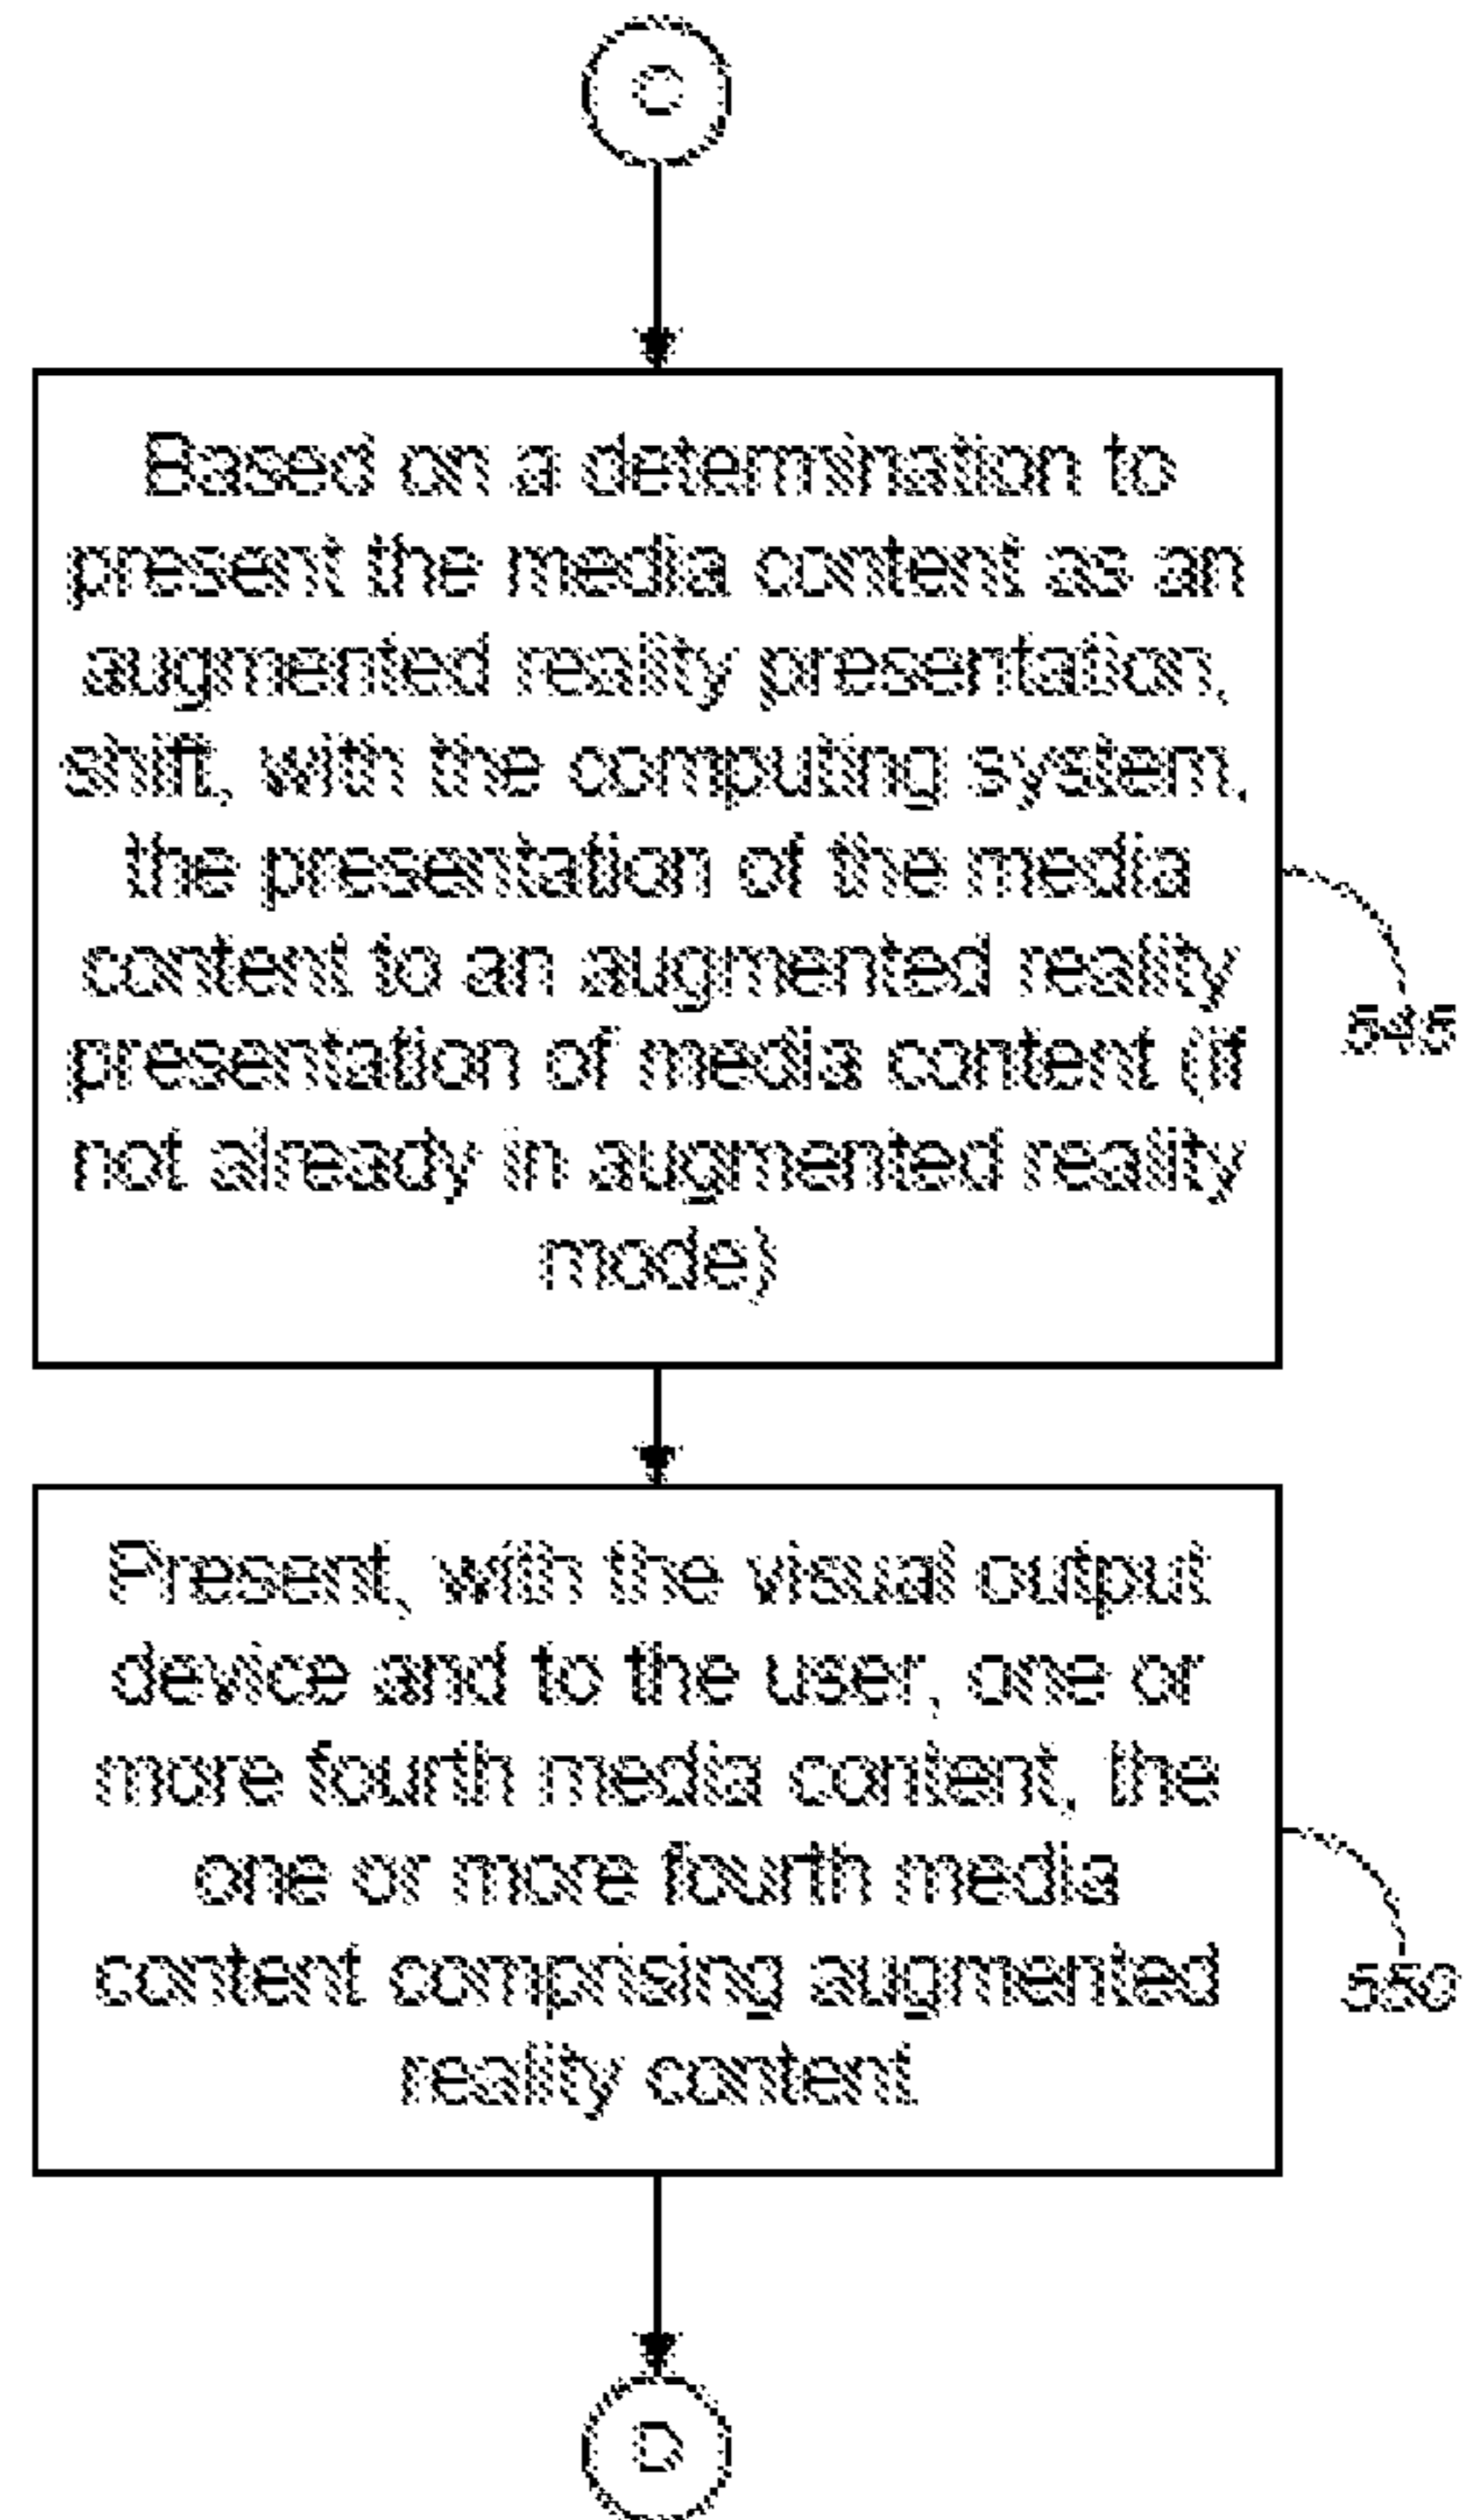 C
Based on a determination to
present the media content as an
augmented reality presentation,
shift, with the computing system,
the presentation of the media
content to an augmented reality
presentation of media content (if
not already in augmented reality
mode)
Present, with the visual output
device and to the user, one or
more fourth media content, the
one or more fourth media
content comprising augmented
reality content.
550
D